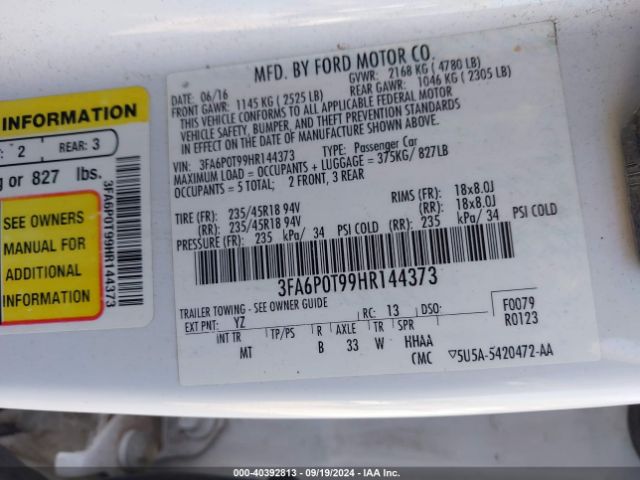 INFORMATION
: 2 REAR: 3
g or 827 lbs.
SEE OWNERS
MANUAL FOR
ADDITIONAL
INFORMATION
3FA6P0T99HR144373
MFD. BY FORD MOTOR CO.
DATE: 06/16 GVWR: 2168 KG ( 4780 LB)
FRONT GAWR: 1145 KG ( 2525 LB) REAR GAWR: 1046 KG ( 2305 LB)
THIS VEHICLE CONFORMS TO ALL APPLICABLE FEDERAL MOTOR
VEHICLE SAFETY, BUMPER, AND THEFT PREVENTION STANDARDS
IN EFFECT ON THE DATE OF MANUFACTURE SHOWN ABOVE.
VIN: 3FA6P0T99HR144373 TYPE: Passenger Car
MAXIMUM LOAD = OCCUPANTS + LUGGAGE = 375KG/ 827LB
OCCUPANTS = 5 TOTAL; 2 FRONT, 3 REAR
TIRE (FR): 235/45R18 94V RIMS (FR): 18x8.0J
(RR): 235/45R18 94V (RR): 18x8.0J
PRESSURE (FR): 235 kPa/ 34 PSI COLD (RR): 235 kPa/ 34 PSI COLD
3FA6P0T99HR144373
TRAILER TOWING - SEE OWNER GUIDE
EXT PNT: YZ RC: 13 DSO: F0079
INT TR TP/PS R AXLE TR SPR R0123
MT B 33 W HHAA
CMC ▽5U5A-5420472-AA
© - 40392813 - 09/19/2024 - IAA Inc.